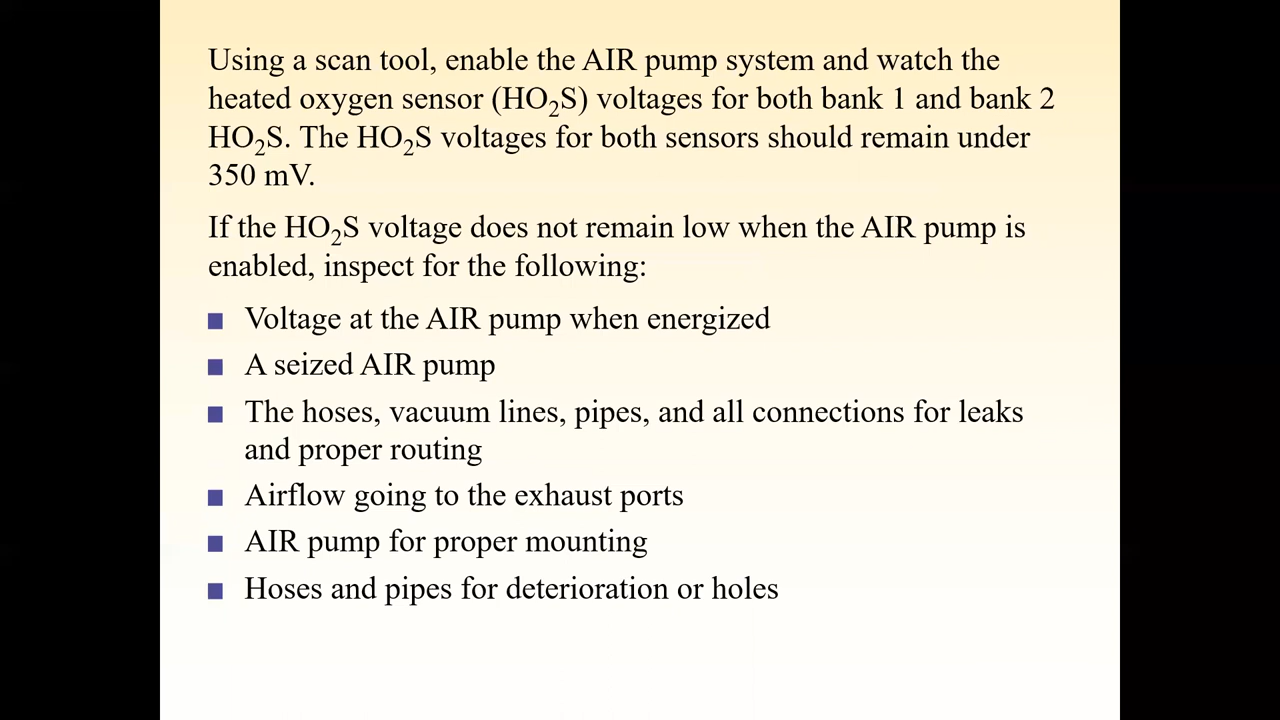 Using a scan tool, enable the AIR pump system and watch the
heated oxygen sensor (HO₂S) voltages for both bank 1 and bank 2
HO₂S. The HO₂S voltages for both sensors should remain under
350 mV.
If the HO₂S voltage does not remain low when the AIR pump is
enabled, inspect for the following:
■ Voltage at the AIR pump when energized
■ A seized AIR pump
■ The hoses, vacuum lines, pipes, and all connections for leaks
and proper routing
■ Airflow going to the exhaust ports
■ AIR pump for proper mounting
■ Hoses and pipes for deterioration or holes